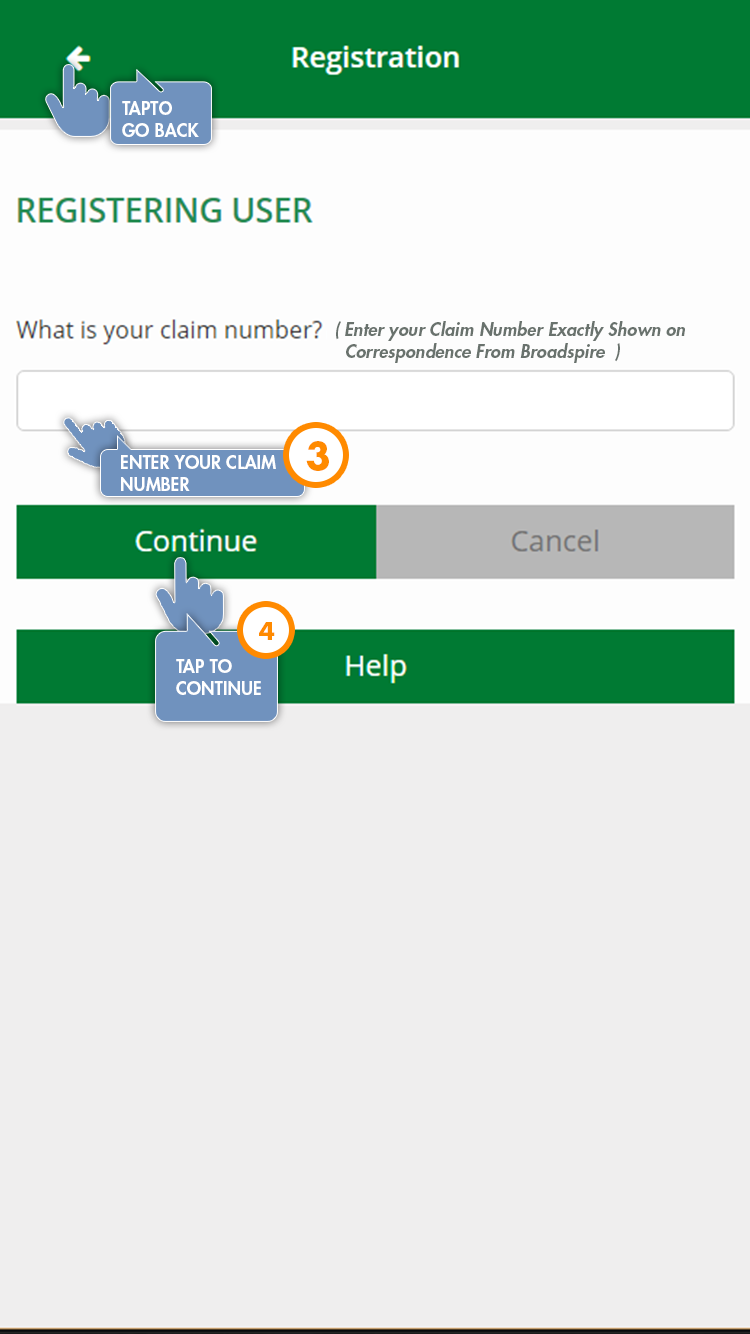 Registration
TAPTO
GO BACK
REGISTERING USER
What is your claim number? ( Enter your Claim Number Exactly Shown on
Correspondence From Broadspire )
ENTER YOUR CLAIM
NUMBER
3
Continue
Cancel
4
TAP TO
CONTINUE
Help